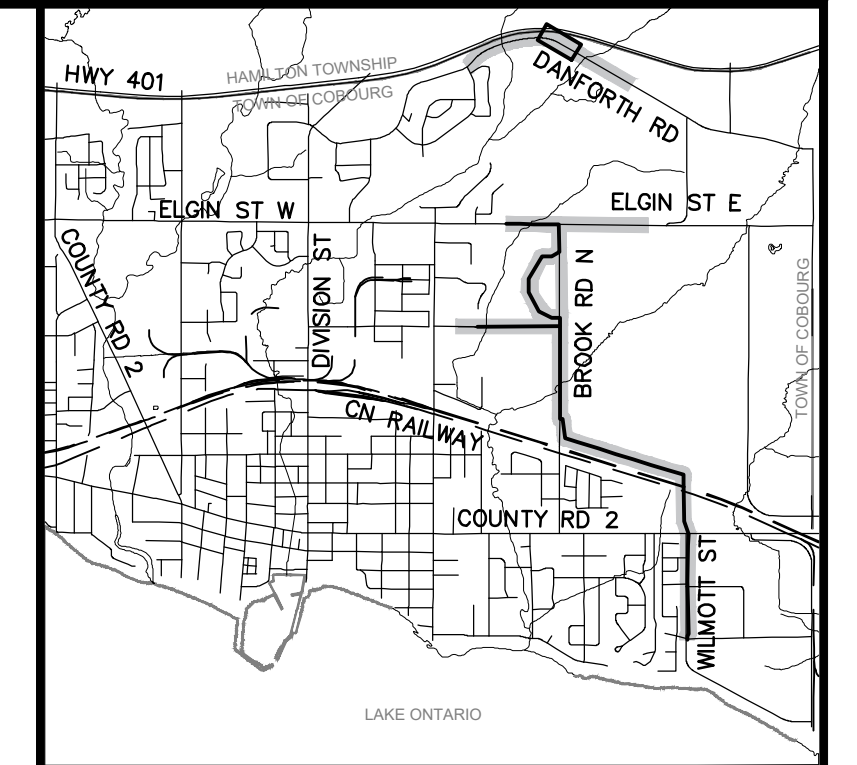 HWY 401
HAMILTON TOWNSHIP
TOWN OF COBOURG
DANFORTH RD
ELGIN ST W
ELGIN ST E
COUNTY RD 2
DIVISION ST
BROOK RD N
TOWN OF COBOURG
CN RAILWAY
COUNTY RD 2
WILMOTT ST
LAKE ONTARIO